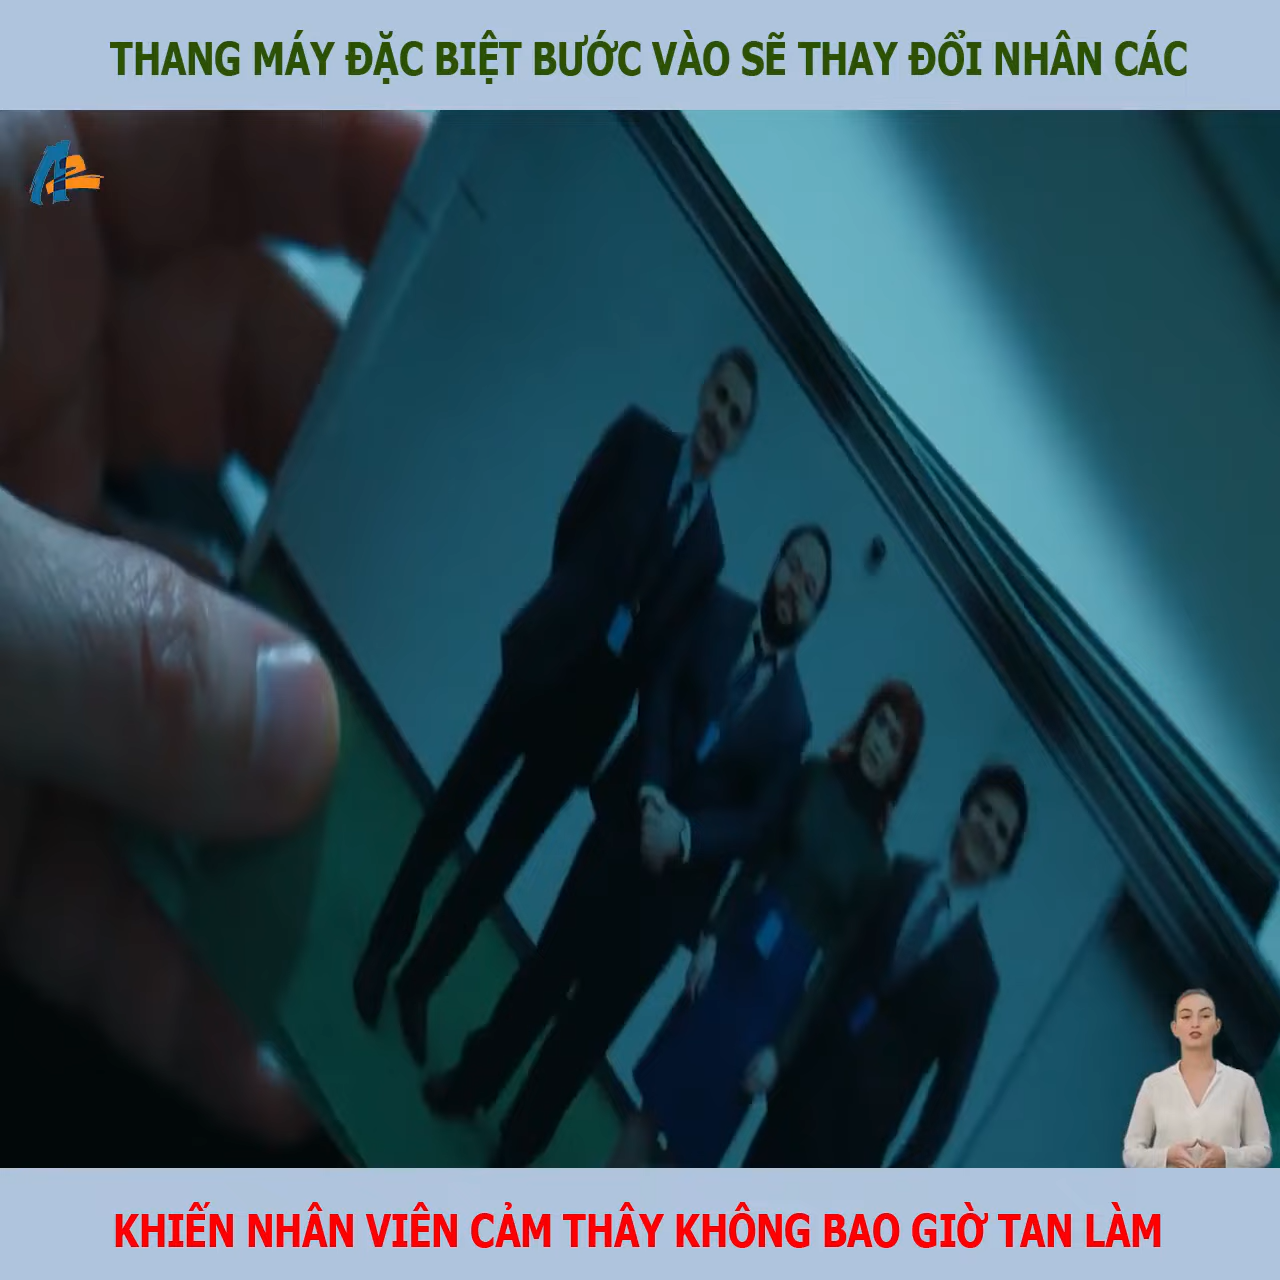 THANG MÁY ĐẶC BIỆT BƯỚC VÀO SẼ THAY ĐỔI NHÂN CÁC
KHIẾN NHÂN VIÊN CẢM THÂY KHÔNG BAO GIỜ TAN LÀM